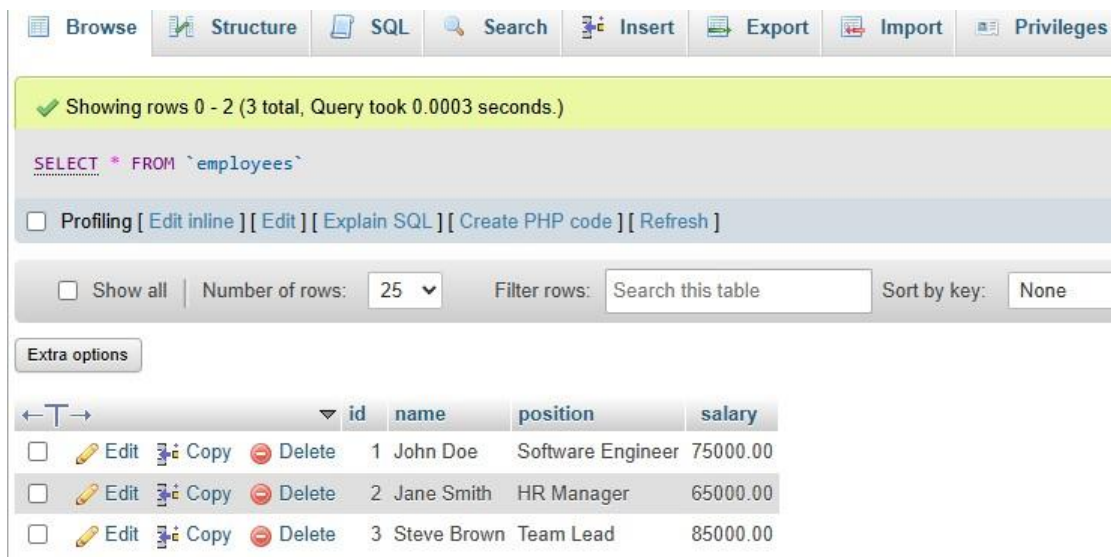 Browse Structure SQL Search Insert Export Import Privileges
Showing rows 0 - 2 (3 total, Query took 0.0003 seconds.)
SELECT * FROM `employees`
Profiling [ Edit inline ] [ Edit ] [ Explain SQL ] [ Create PHP code ] [ Refresh ]
Show all | Number of rows: 25 Filter rows: Search this table Sort by key: None
Extra options
←T→ id name position salary
Edit Copy Delete 1 John Doe Software Engineer 75000.00
Edit Copy Delete 2 Jane Smith HR Manager 65000.00
Edit Copy Delete 3 Steve Brown Team Lead 85000.00